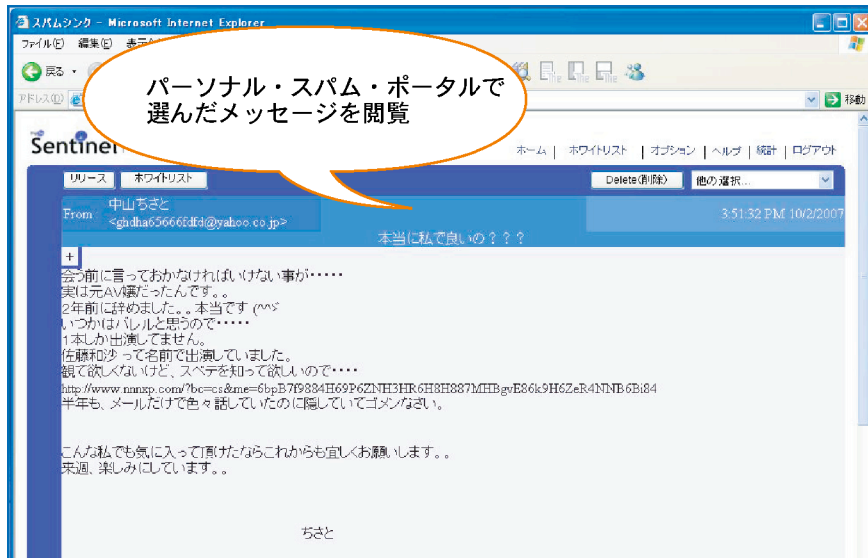 スパムシンク - Microsoft Internet Explorer
ファイル(F) 編集(E)
戻る
アドレス(D)
移動
パーソナル・スパム・ポータルで
選んだメッセージを閲覧
Sentinel
ホーム | ホワイトリスト | オプション | ヘルプ | 統計 | ログアウト
リリース ホワイトリスト Delete(削除) 他の選択...
From 中山ちさと
<ghdha65666fdfd@yahoo.co.jp>
3:51:32 PM 10/2/2007
本当に私で良いの？？？
+
会う前に言っておかなければいけない事が・・・・・
実は元AV嬢だったんです。。
2年前に辞めました。。本当です (^^ゞ
いつかはバレルと思うので・・・・・
1本しか出演してません。
佐藤和沙 って名前で出演していました。
観て欲しくないけど、スベテを知って欲しいので・・・・
http://www.nnnxp.com/?bc=cs&me=6bpB7f9884H69P6ZNH3HR6H8H887MHBgvE86k9H6ZeR4NNB6Bi84
半年も、メールだけで色々話していたのに隠していてゴメンなさい。
こんな私でも気に入って頂けたならこれからも宜しくお願いします。。
来週、楽しみにしています。。
ちさと